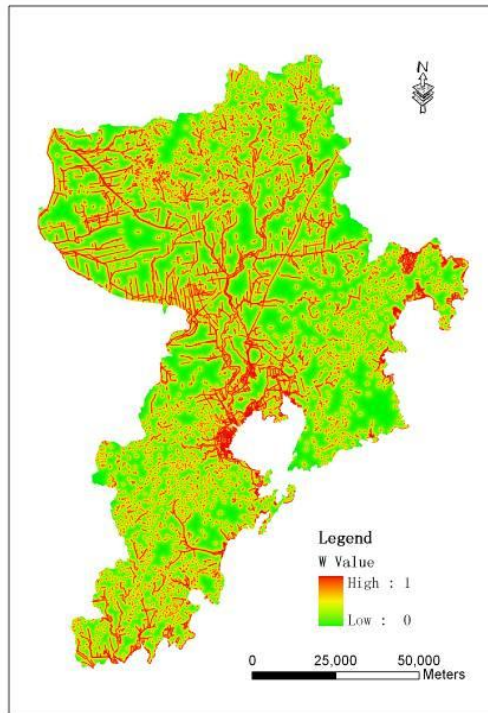 N
Legend
W Value
High : 1
Low : 0
0 25,000 50,000
Meters